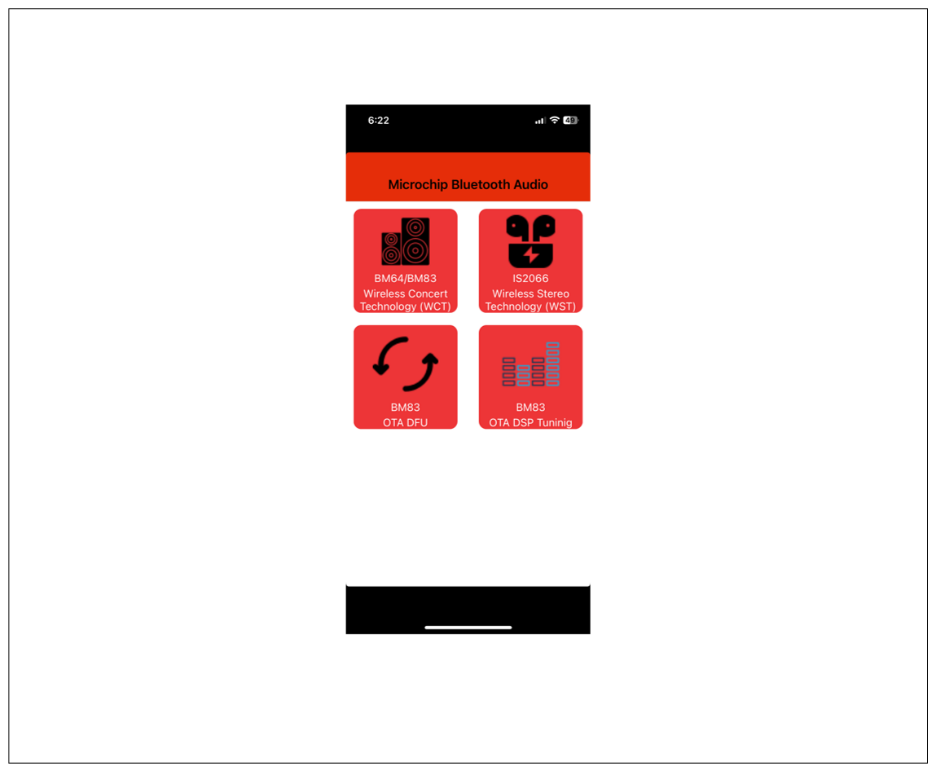 6:22
49
Microchip Bluetooth Audio
BM64/BM83
Wireless Concert
Technology (WCT)
IS2066
Wireless Stereo
Technology (WST)
BM83
OTA DFU
BM83
OTA DSP Tuninig